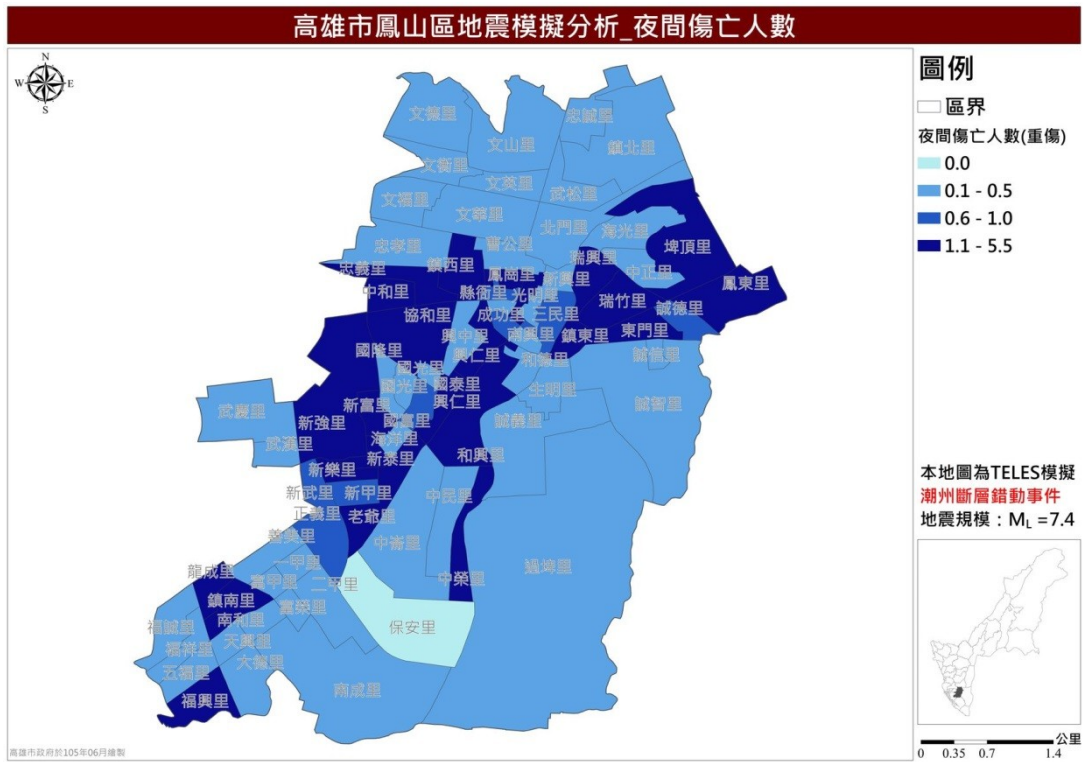 高雄市鳳山區地震模擬分析_夜間傷亡人數
N
W
E
S
圖例
區界
夜間傷亡人數(重傷)
0.0
0.1 - 0.5
0.6 - 1.0
1.1 - 5.5
文德里
忠誠里
文山里
鎮北里
文衡里
文英里
武松里
文福里
文華里
北門里
海光里
忠孝里
曹公里
埤頂里
鎮西里
瑞興里
忠義里
鳳崗里
新興里
中正里
鳳東里
中和里
縣衙里
光明里
瑞竹里
誠德里
協和里
成功里
三民里
東門里
興中里
南興里
鎮東里
國隆里
興仁里
和德里
誠信里
國光里
國光里
國泰里
生明里
新富里
興仁里
誠智里
武慶里
新強里
國富里
誠義里
武漢里
海洋里
新樂里
新泰里
和興里
新武里
新甲里
中民里
正義里
老爺里
善美里
中崙里
一甲里
過埤里
龍成里
富甲里
二甲里
中榮里
鎮南里
富榮里
福誠里
南和里
保安里
天興里
福祥里
大德里
五福里
南成里
福興里
本地圖為TELES模擬
潮州斷層錯動事件
地震規模：ML =7.4
公里
0 0.35 0.7 1.4
高雄市政府於105年06月繪製